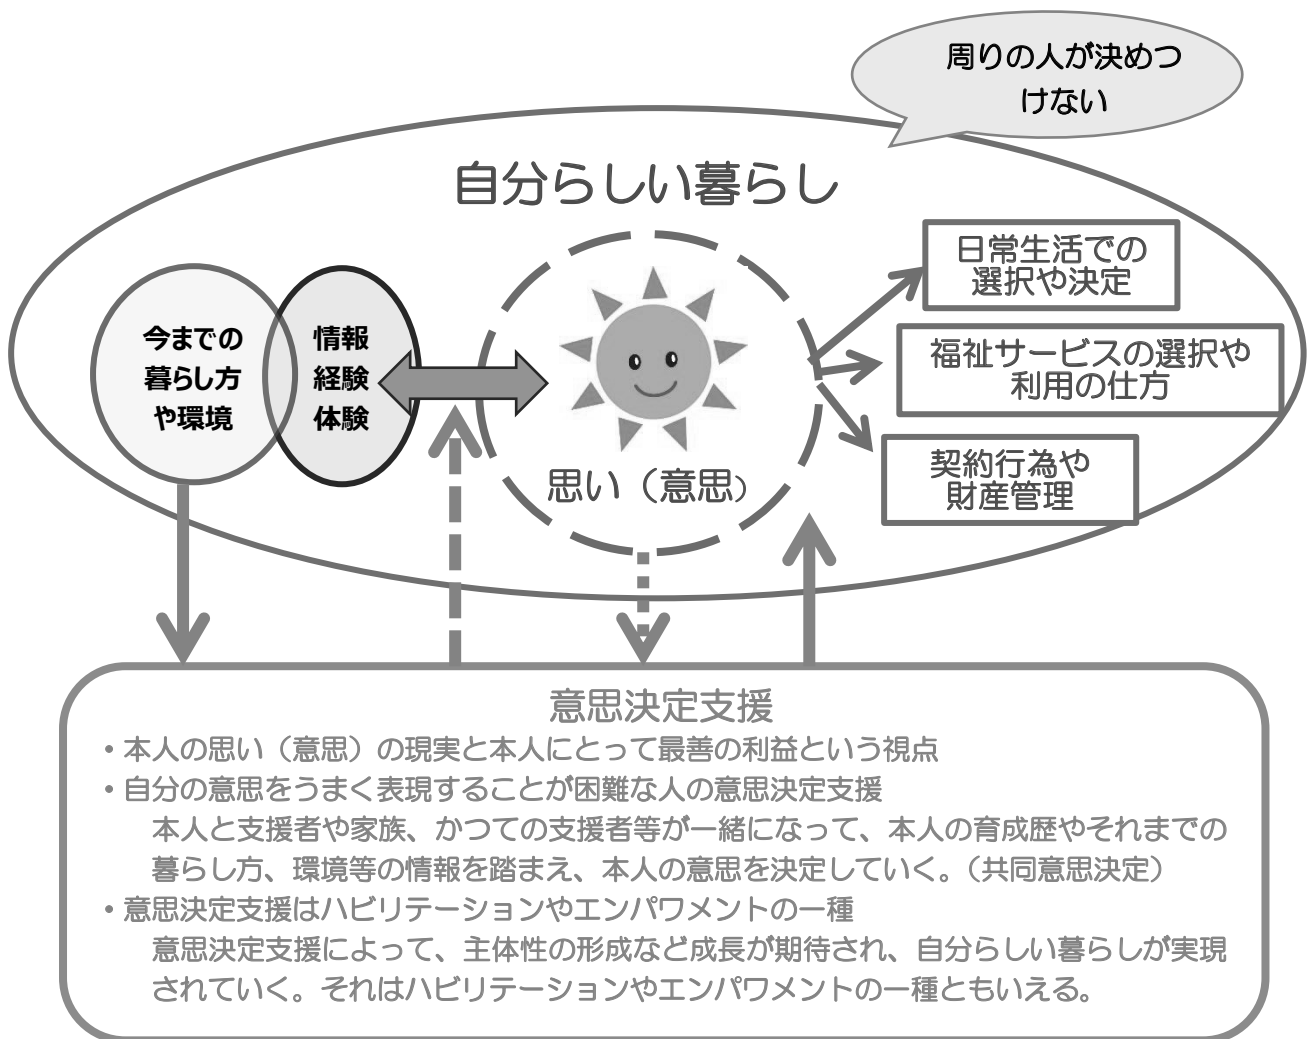 周りの人が決めつ
けない
自分らしい暮らし
今までの
暮らし方
や環境
情報
経験
体験
思い（意思）
日常生活での
選択や決定
福祉サービスの選択や
利用の仕方
契約行為や
財産管理
意思決定支援
・本人の思い（意思）の現実と本人にとって最善の利益という視点
・自分の意思をうまく表現することが困難な人の意思決定支援
本人と支援者や家族、かつての支援者等が一緒になって、本人の育成歴やそれまでの
暮らし方、環境等の情報を踏まえ、本人の意思を決定していく。（共同意思決定）
・意思決定支援はハビリテーションやエンパワメントの一種
意思決定支援によって、主体性の形成など成長が期待され、自分らしい暮らしが実現
されていく。それはハビリテーションやエンパワメントの一種ともいえる。